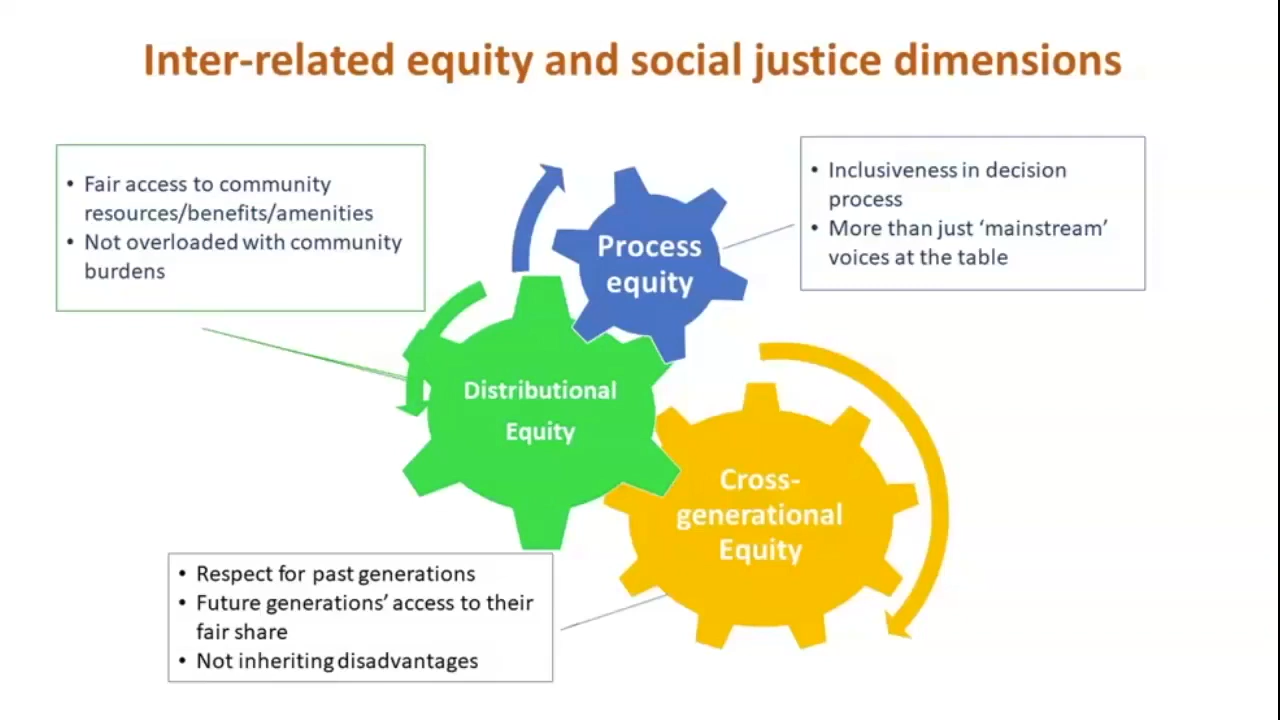 Inter-related equity and social justice dimensions
• Fair access to community
resources/benefits/amenities
• Not overloaded with community
burdens
• Inclusiveness in decision
process
• More than just ‘mainstream’
voices at the table
Process
equity
Distributional
Equity
Cross-
generational
Equity
• Respect for past generations
• Future generations’ access to their
fair share
• Not inheriting disadvantages